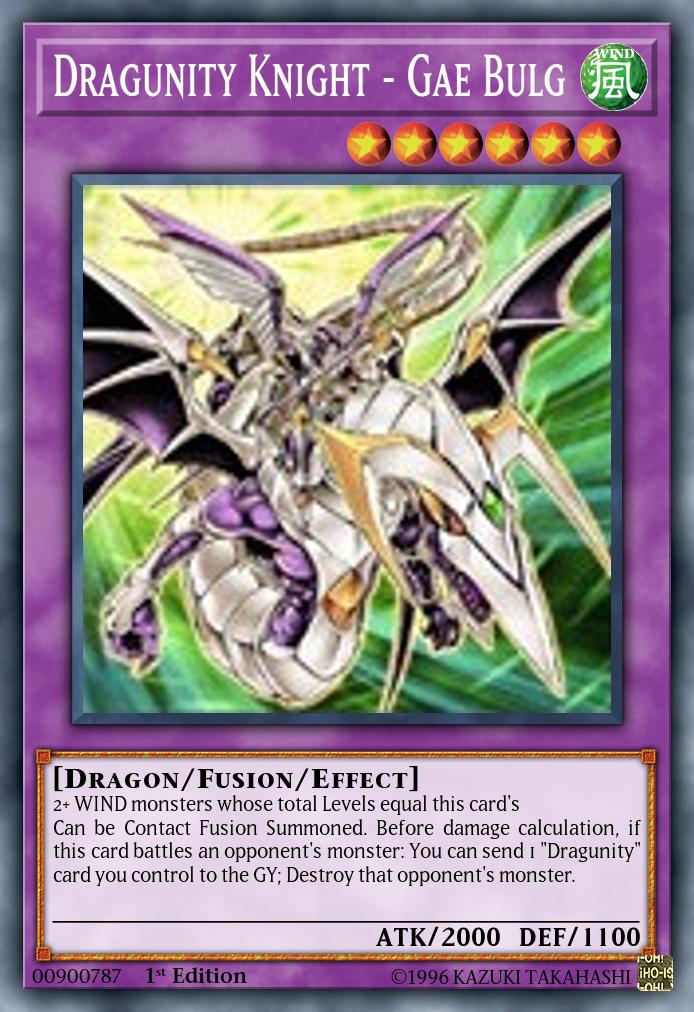 DRAGUNITY KNIGHT - GAE BULG
WIND
風
[DRAGON/FUSION/EFFECT]
2+ WIND monsters whose total Levels equal this card's
Can be Contact Fusion Summoned. Before damage calculation, if
this card battles an opponent's monster: You can send 1 "Dragunity"
card you control to the GY; Destroy that opponent's monster.
ATK/2000 DEF/1100
00900787 1st Edition ©1996 KAZUKI TAKAHASHI